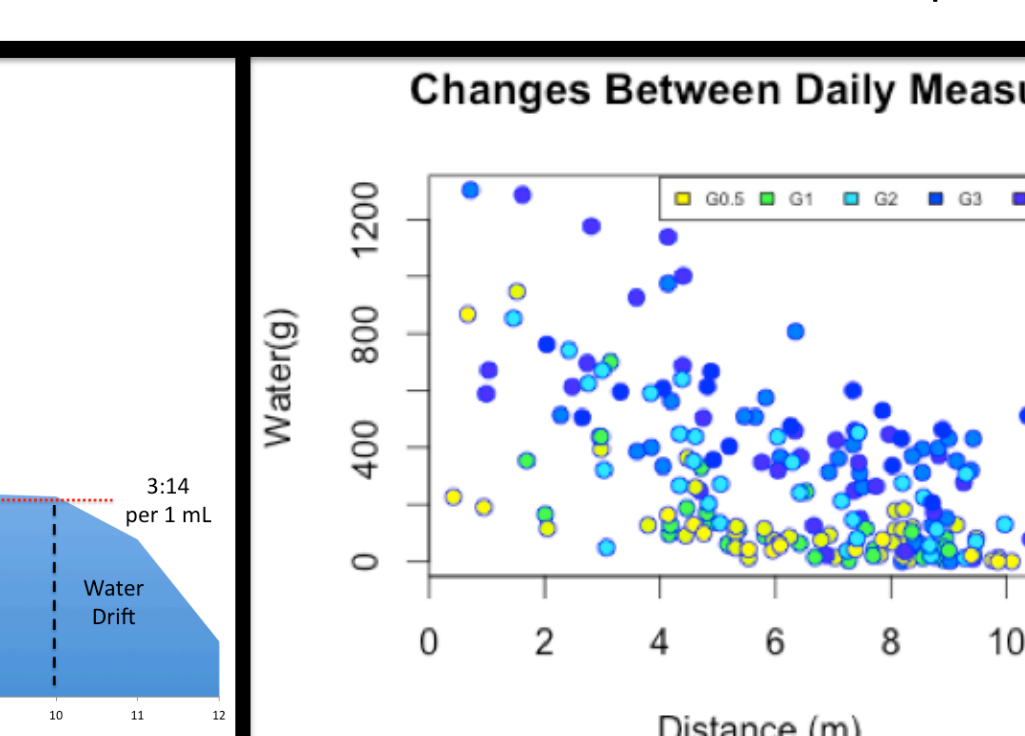 3:14
per 1 mL
Water
Drift
10 11 12
Changes Between Daily
G0.5 G1 G2 G3
Water(g)
1200
800
400
0
0 2 4 6 8 10
Distance (m)